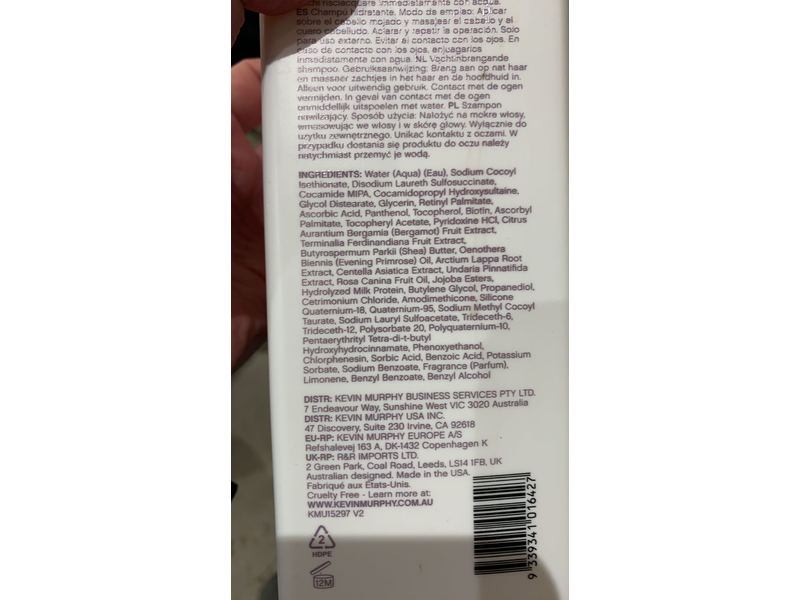 risciacquare immediatamente con acqua.
ES Champú hidratante. Modo de empleo: Aplicar
sobre el cabello mojado y masajear el cabello y el
cuero cabelludo. Aclarar y repetir la operación. Solo
para uso externo. Evitar el contacto con los ojos. En
caso de contacto con los ojos, enjuagarlos
inmediatamente con agua. NL Vochtinbrengende
shampoo. Gebruiksaanwijzing: Breng aan op nat haar
en masseer zachtjes in het haar en de hoofdhuid in.
Alleen voor uitwendig gebruik. Contact met de ogen
vermijden. In geval van contact met de ogen
onmiddellijk uitspoelen met water. PL Szampon
nawilżający. Sposób użycia: Nałożyć na mokre włosy,
wmasowując we włosy i w skórę głowy. Wyłącznie do
użytku zewnętrznego. Unikać kontaktu z oczami. W
przypadku dostania się produktu do oczu należy
natychmiast przemyć je wodą.
INGREDIENTS: Water (Aqua) (Eau), Sodium Cocoyl
Isethionate, Disodium Laureth Sulfosuccinate,
Cocamide MIPA, Cocamidopropyl Hydroxysultaine,
Glycol Distearate, Glycerin, Retinyl Palmitate,
Ascorbic Acid, Panthenol, Tocopherol, Biotin, Ascorbyl
Palmitate, Tocopheryl Acetate, Pyridoxine HCl, Citrus
Aurantium Bergamia (Bergamot) Fruit Extract,
Terminalia Ferdinandiana Fruit Extract,
Butyrospermum Parkii (Shea) Butter, Oenothera
Biennis (Evening Primrose) Oil, Arctium Lappa Root
Extract, Centella Asiatica Extract, Undaria Pinnatifida
Extract, Rosa Canina Fruit Oil, Jojoba Esters,
Hydrolyzed Milk Protein, Butylene Glycol, Propanediol,
Cetrimonium Chloride, Amodimethicone, Silicone
Quaternium-18, Quaternium-95, Sodium Methyl Cocoyl
Taurate, Sodium Lauryl Sulfoacetate, Trideceth-6,
Trideceth-12, Polysorbate 20, Polyquaternium-10,
Pentaerythrityl Tetra-di-t-butyl
Hydroxyhydrocinnamate, Phenoxyethanol,
Chlorphenesin, Sorbic Acid, Benzoic Acid, Potassium
Sorbate, Sodium Benzoate, Fragrance (Parfum),
Limonene, Benzyl Benzoate, Benzyl Alcohol
DISTR: KEVIN MURPHY BUSINESS SERVICES PTY LTD.
7 Endeavour Way, Sunshine West VIC 3020 Australia
DISTR: KEVIN MURPHY USA INC.
47 Discovery, Suite 230 Irvine, CA 92618
EU-RP: KEVIN MURPHY EUROPE A/S
Refshalevej 163 A, DK-1432 Copenhagen K
UK-RP: R&R IMPORTS LTD.
2 Green Park, Coal Road, Leeds, LS14 1FB, UK
Australian designed. Made in the USA.
Fabriqué aux États-Unis.
Cruelty Free - Learn more at:
WWW.KEVINMURPHY.COM.AU
KMU15297 V2
2
HDPE
12M
9 339341 016427